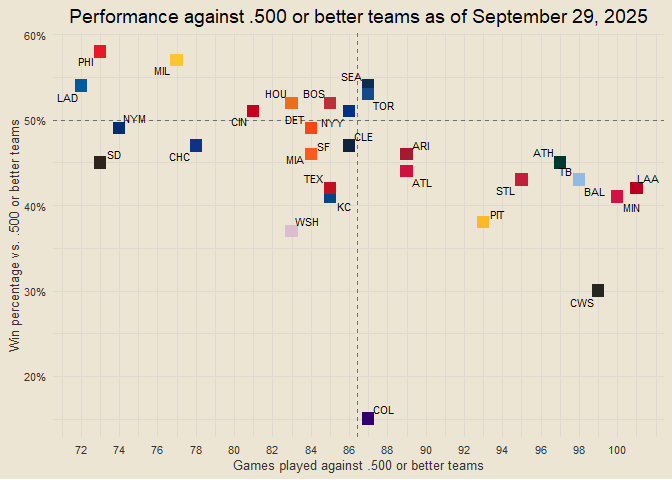 Performance against .500 or better teams as of September 29, 2025
Win percentage vs. .500 or better teams
60%
50%
40%
30%
20%
PHI
MIL
LAD
SEA
TOR
HOU
BOS
NYM
CIN
DET
NYY
CLE
SD
CHC
MIA
SF
ARI
ATL
TEX
KC
WSH
ATH
TB
STL
BAL
LAA
MIN
PIT
CWS
COL
72 74 76 78 80 82 84 86 88 90 92 94 96 98 100
Games played against .500 or better teams